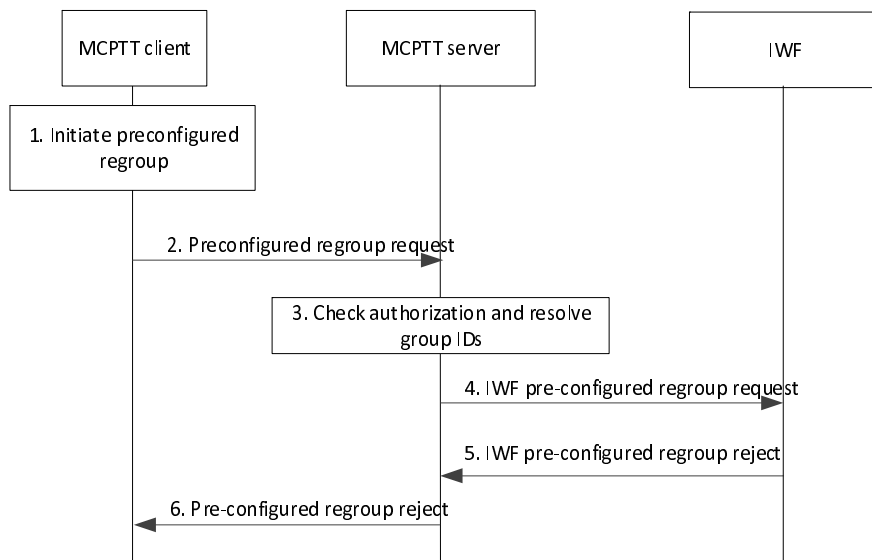 MCPTT client
MCPTT server
IWF
1. Initiate preconfigured
regroup
2. Preconfigured regroup request
3. Check authorization and resolve
group IDs
4. IWF pre-configured regroup request
5. IWF pre-configured regroup reject
6. Pre-configured regroup reject